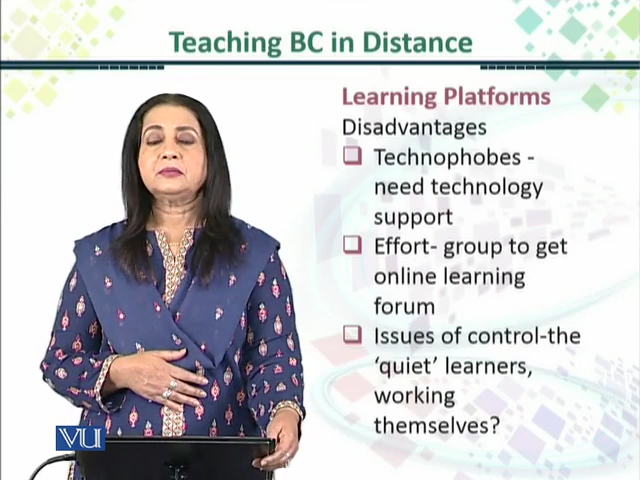 Teaching BC in Distance
Learning Platforms
Disadvantages
Technophobes -
need technology
support
Effort- group to get
online learning
forum
Issues of control-the
‘quiet’ learners,
working
themselves?
VU